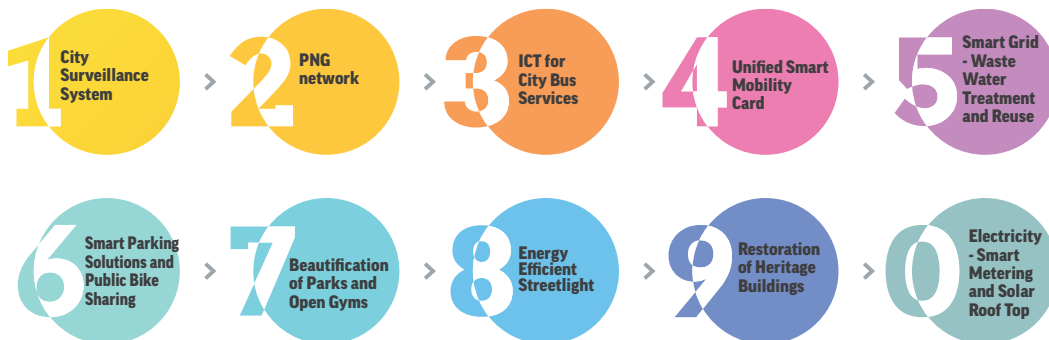 1
City
Surveillance
System
2
PNG
network
3
ICT for
City Bus
Services
4
Unified Smart
Mobility
Card
5
Smart Grid
- Waste
Water
Treatment
and Reuse
6
Smart Parking
Solutions and
Public Bike
Sharing
7
Beautification
of Parks and
Open Gyms
8
Energy
Efficient
Streetlight
9
Restoration
of Heritage
Buildings
0
Electricity
- Smart
Metering
and Solar
Roof Top